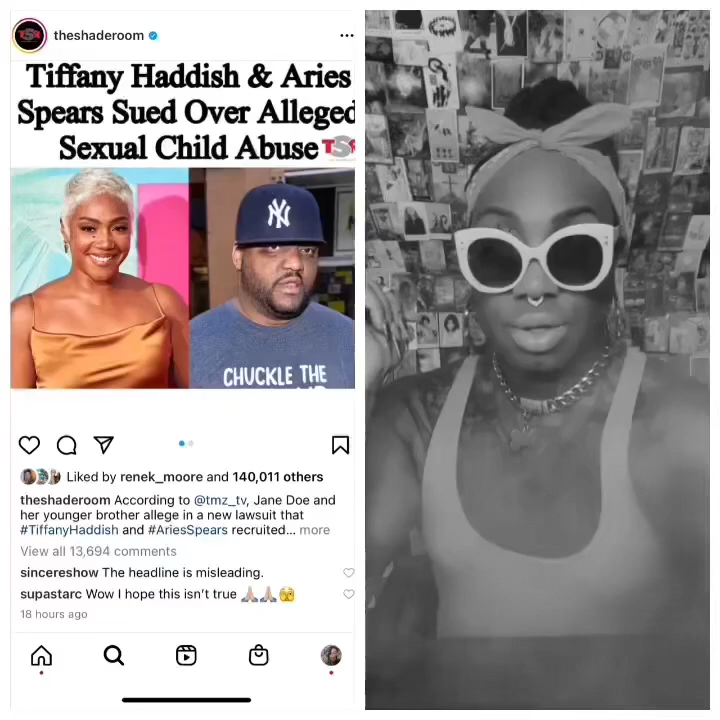 theshaderoom
Tiffany Haddish & Aries
Spears Sued Over Alleged
Sexual Child Abuse TSR
NY
CHUCKLE THE
Liked by renek_moore and 140,011 others
theshaderoom According to @tmz_tv, Jane Doe and
her younger brother allege in a new lawsuit that
#TiffanyHaddish and #AriesSpears recruited... more
View all 13,694 comments
sincereshow The headline is misleading.
supastarc Wow I hope this isn't true 🙏🏼🙏🏼🫣
18 hours ago